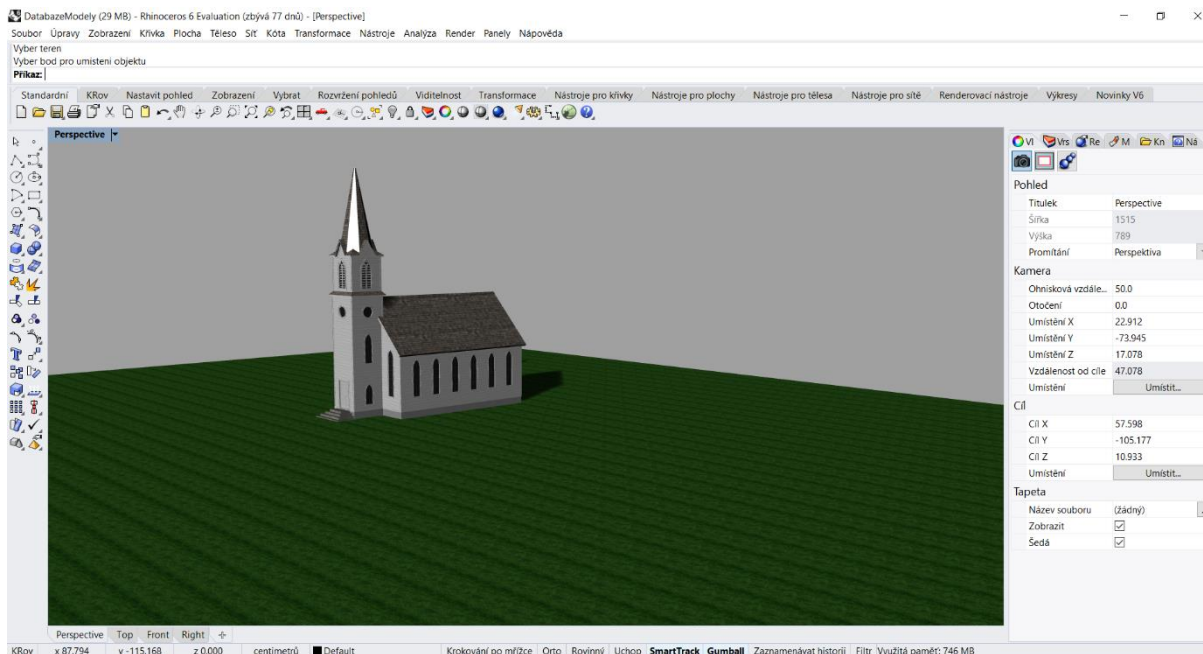 DatabazeModely (29 MB) - Rhinoceros 6 Evaluation (zbývá 77 dnů) - [Perspective]
Soubor Úpravy Zobrazení Křivka Plocha Těleso Síť Kóta Transformace Nástroje Analýza Render Panely Nápověda
Vyber teren
Vyber bod pro umisteni objektu
Příkaz:
Standardní KRov Nastavit pohled Zobrazení Vybrat Rozvržení pohledů Viditelnost Transformace Nástroje pro křivky Nástroje pro plochy Nástroje pro tělesa Nástroje pro sítě Renderovací nástroje Výkresy Novinky V6
Perspective
Vl Vrs Re M Kn Ná
Pohled
Titulek Perspective
Šířka 1515
Výška 789
Promítání Perspektiva
Kamera
Ohnisková vzdále... 50.0
Otočení 0.0
Umístění X 22.912
Umístění Y -73.945
Umístění Z 17.078
Vzdálenost od cíle 47.078
Umístění Umístit...
Cíl
Cíl X 57.598
Cíl Y -105.177
Cíl Z 10.933
Umístění Umístit...
Tapeta
Název souboru (žádný)
Zobrazit
Šedá
Perspective Top Front Right
KRov x 87.794 y -115.168 z 0.000 centimetrů Default Krokování po mřížce Orto Rovinný Uchop SmartTrack Gumball Zaznamenávat historii Filtr Využitá paměť: 746 MB